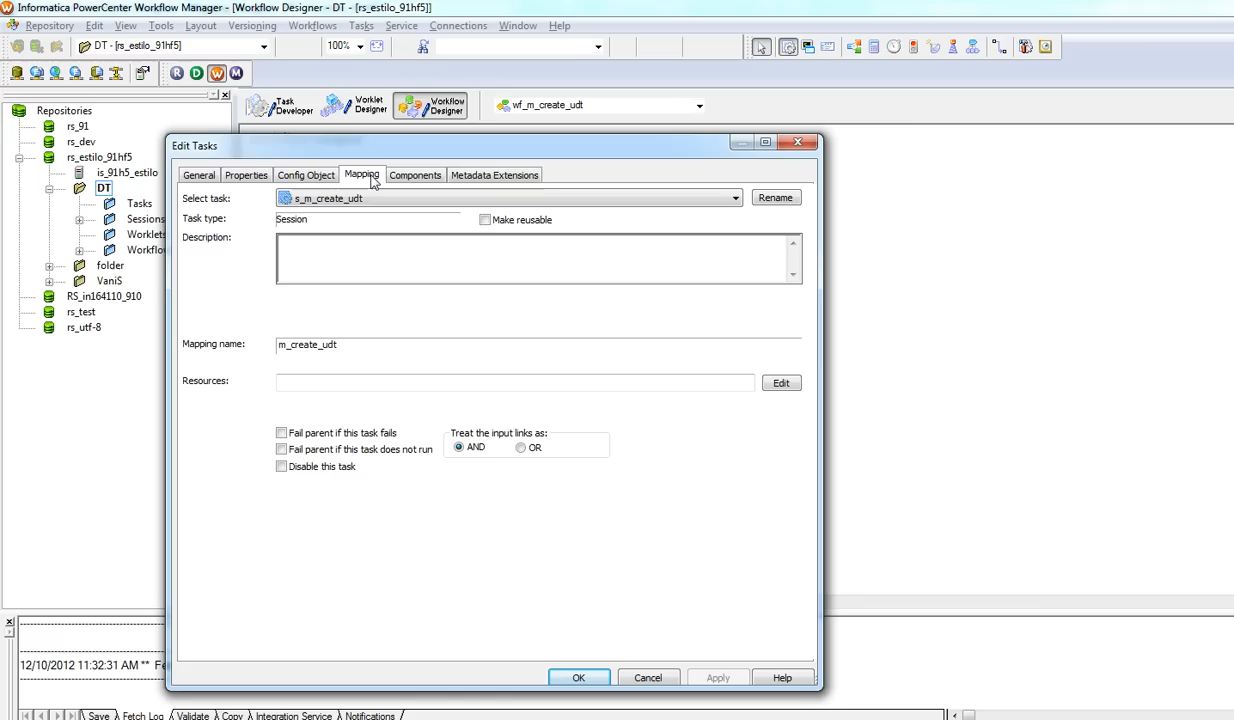 Informatica PowerCenter Workflow Manager - [Workflow Designer - DT - [rs_estilo_91hf5]]
Repository Edit View Tools Layout Versioning Workflows Tasks Service Connections Window Help
DT - [rs_estilo_91hf5] 100%
R D W M
Task Developer Worklet Designer Workflow Designer wf_m_create_udt
Repositories
rs_91
rs_dev
rs_estilo_91hf5
is_91h5_estilo
DT
Tasks
Sessions
Worklets
Workflo
folder
VaniS
RS_in164110_910
rs_test
rs_utf-8
Edit Tasks
General Properties Config Object Mapping Components Metadata Extensions
Select task: s_m_create_udt Rename
Task type: Session Make reusable
Description:
Mapping name: m_create_udt
Resources: Edit
Fail parent if this task fails Treat the input links as:
Fail parent if this task does not run AND OR
Disable this task
OK Cancel Apply Help
12/10/2012 11:32:31 AM ** Fe
Save Fetch Log Validate Copy Integration Service Notifications